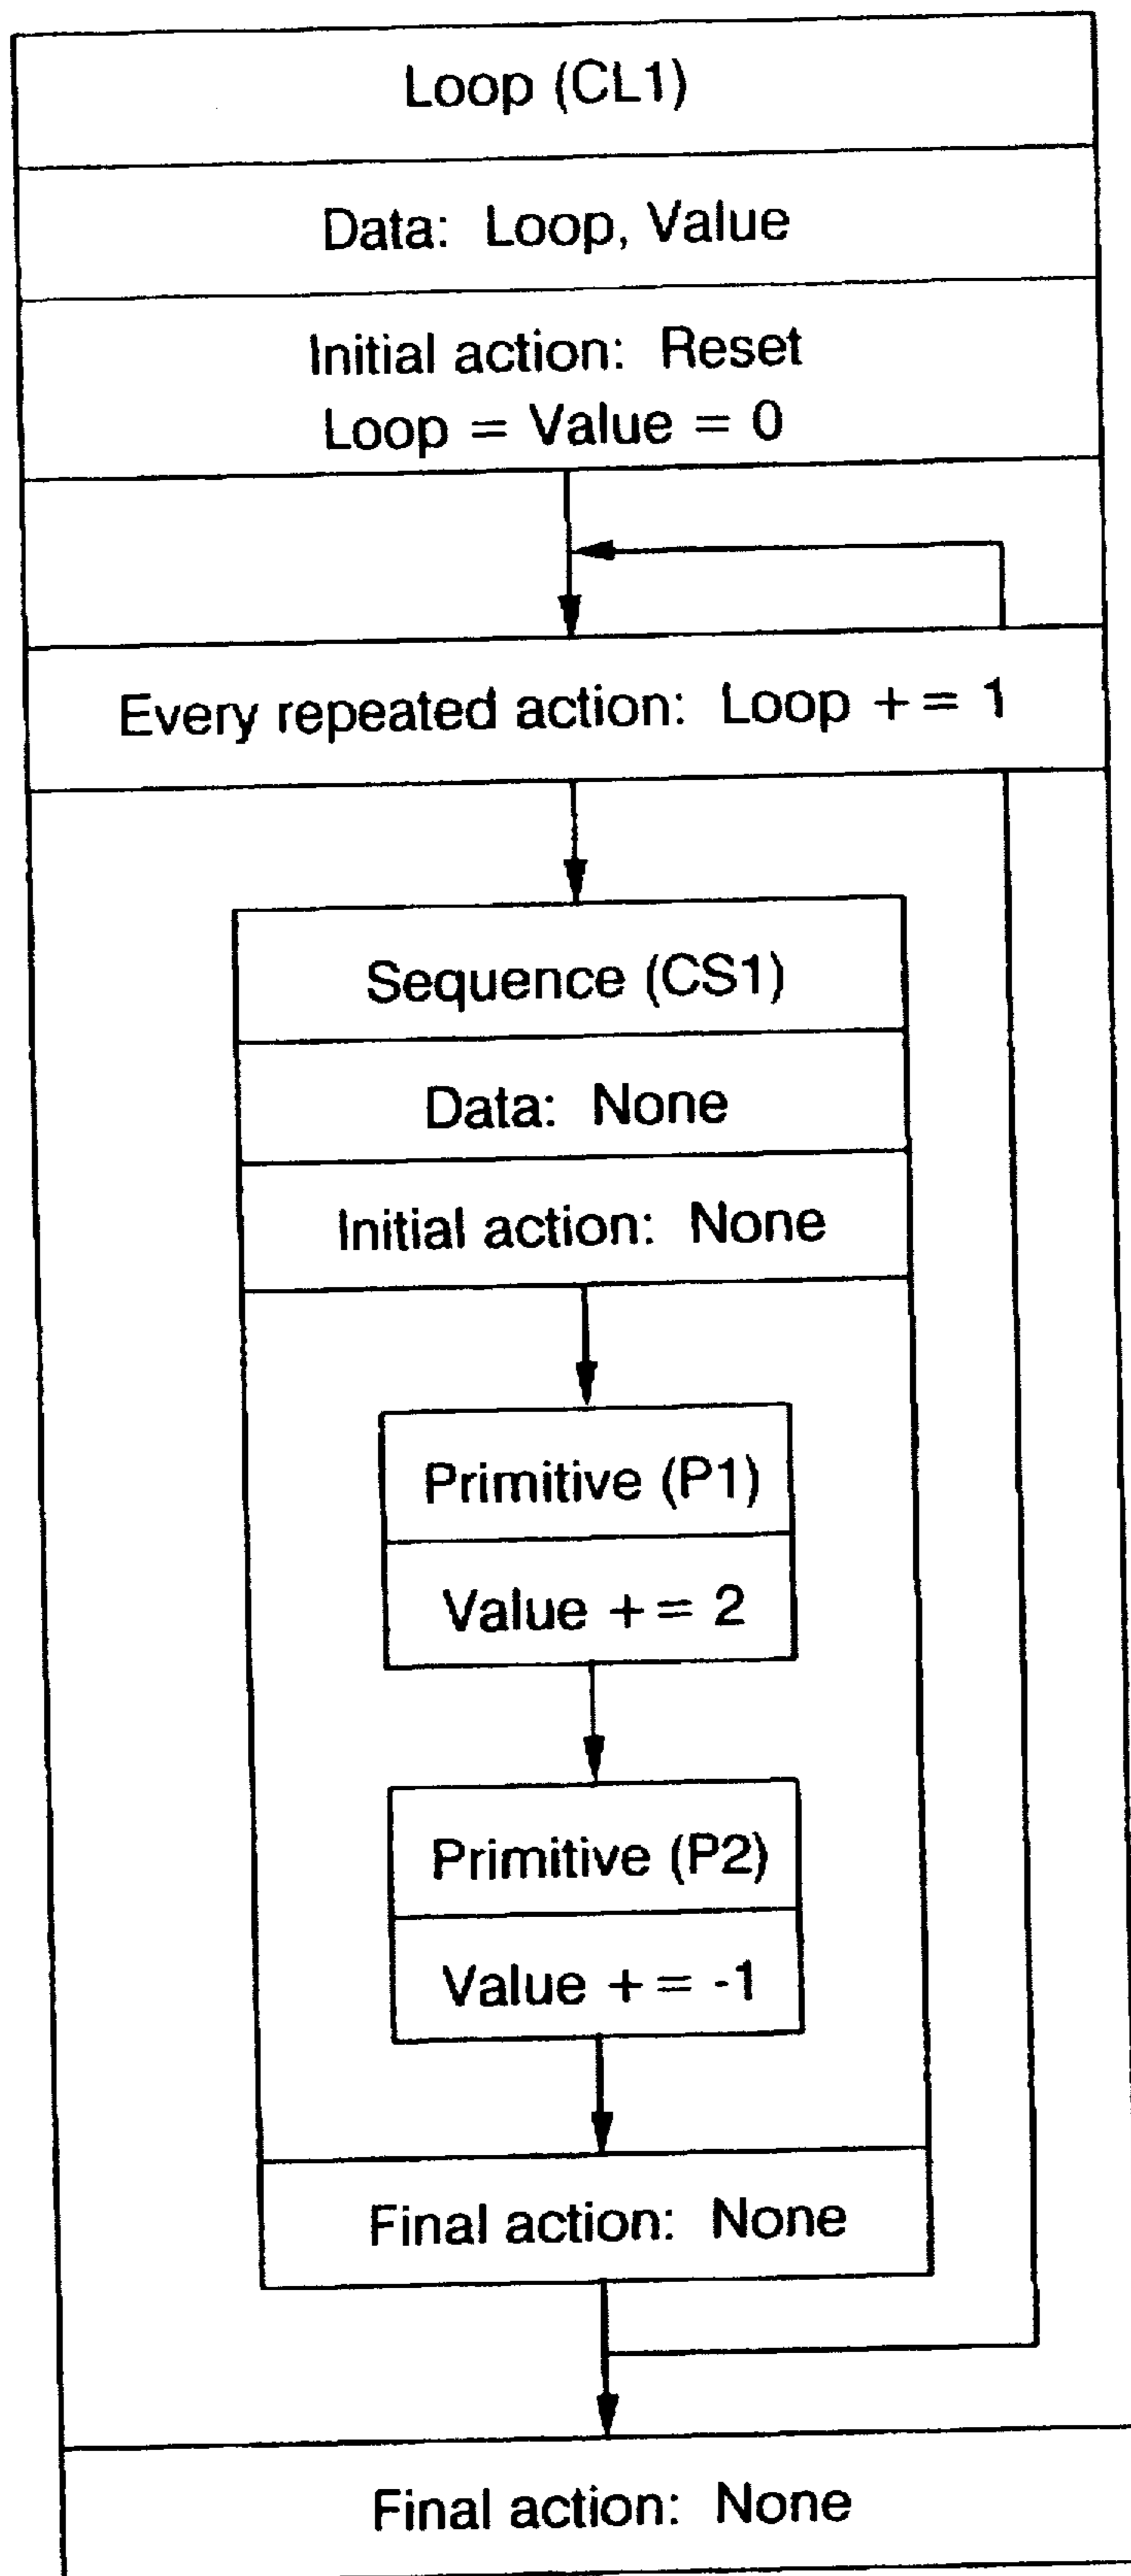 Loop (CL1)
Data: Loop, Value
Initial action: Reset
Loop = Value = 0
Every repeated action: Loop + = 1
Sequence (CS1)
Data: None
Initial action: None
Primitive (P1)
Value + = 2
Primitive (P2)
Value + = -1
Final action: None
Final action: None